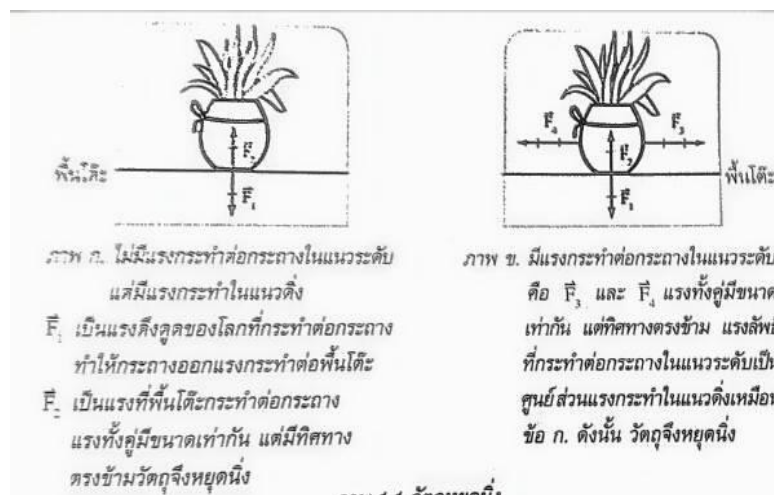 F₂
F₁
พื้นโต๊ะ
ภาพ ก. ไม่มีแรงกระทำต่อกระถางในแนวระดับ
แต่มีแรงกระทำในแนวดิ่ง
F₁ เป็นแรงดึงดูดของโลกที่กระทำต่อกระถาง
ทำให้กระถางออกแรงกระทำต่อพื้นโต๊ะ
F₂ เป็นแรงที่พื้นโต๊ะกระทำต่อกระถาง
แรงทั้งคู่มีขนาดเท่ากัน แต่มีทิศทาง
ตรงข้ามวัตถุจึงหยุดนิ่ง
F₄
F₃
F₂
F₁
พื้นโต๊ะ
ภาพ ข. มีแรงกระทำต่อกระถางในแนวระดับ
คือ F₃ และ F₄ แรงทั้งคู่มีขนาด
เท่ากัน แต่ทิศทางตรงข้าม แรงลัพธ์
ที่กระทำต่อกระถางในแนวระดับเป็น
ศูนย์ส่วนแรงกระทำในแนวดิ่งเหมือน
ข้อ ก. ดังนั้น วัตถุจึงหยุดนิ่ง